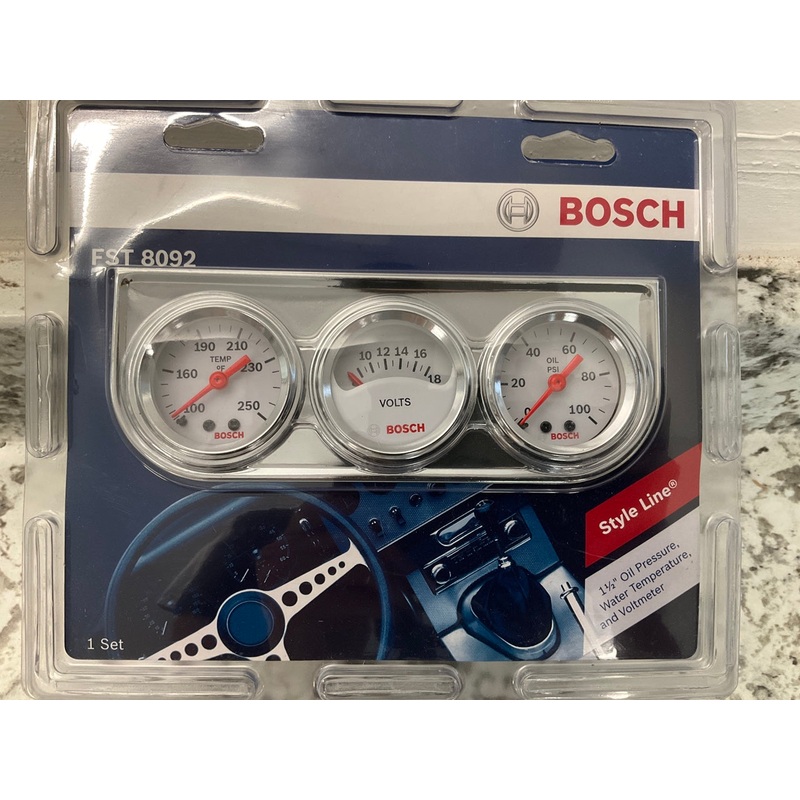 BOSCH
FST 8092
190 210
TEMP
°F
160 230
100 250
BOSCH
10 12 14 16
18
VOLTS
BOSCH
40 60
OIL
PSI
20 80
0 100
BOSCH
Style Line®
1½" Oil Pressure,
Water Temperature,
and Voltmeter
1 Set